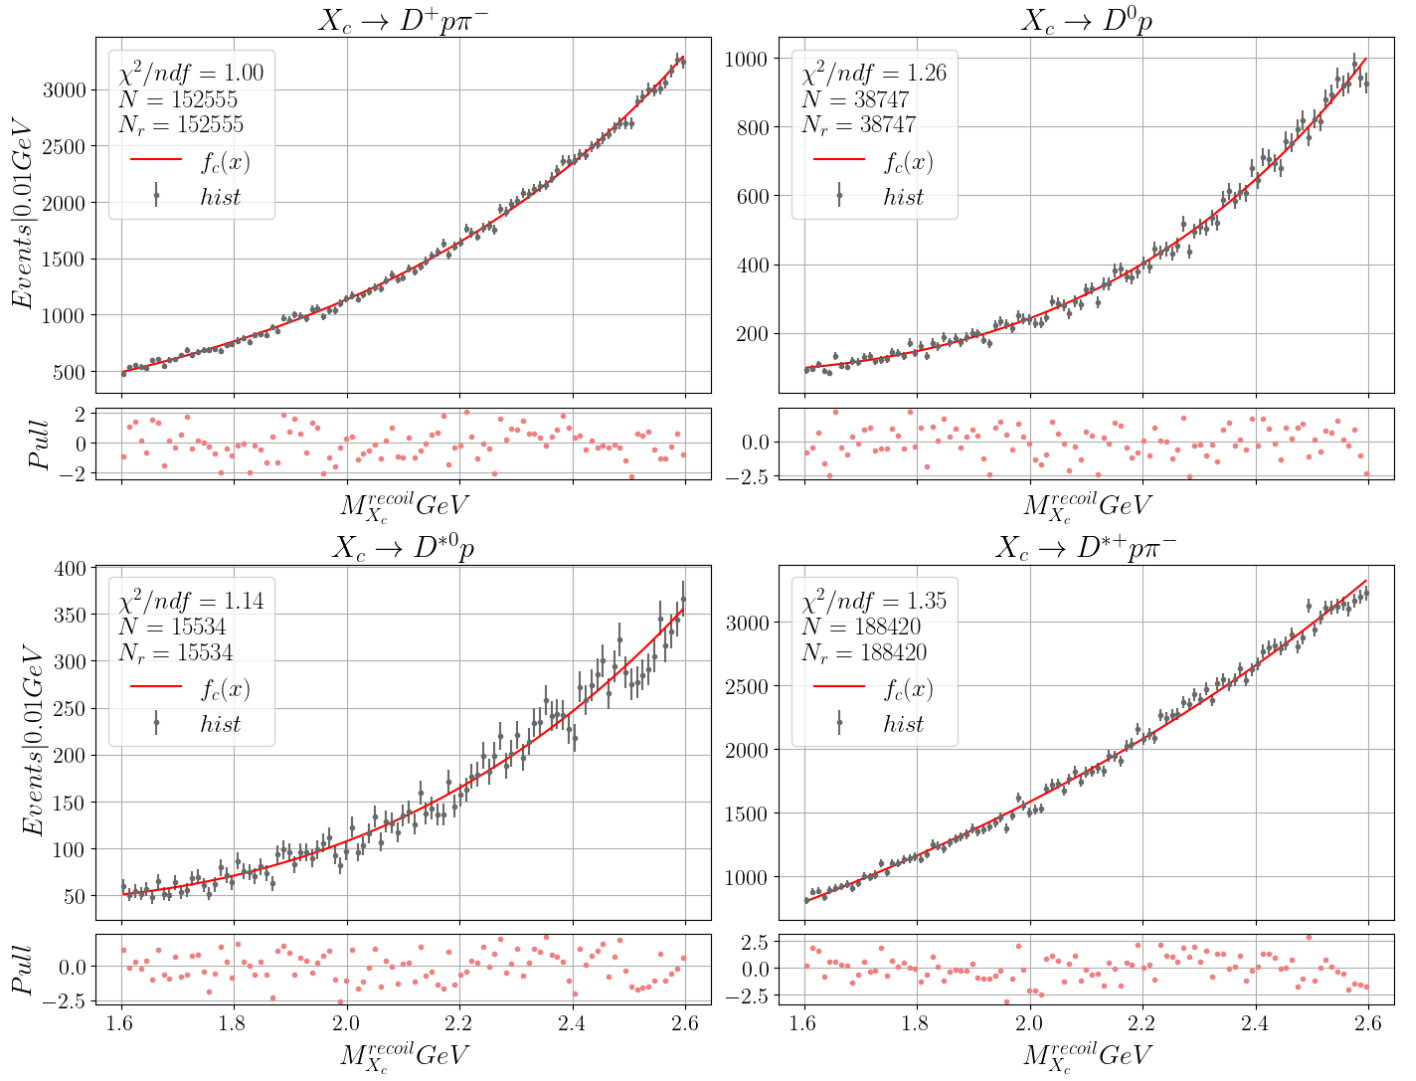 X_c → D^+pπ^−
χ²/ndf = 1.00
N = 152555
N_r = 152555
f_c(x)
hist
Events|0.01GeV
3000
2500
2000
1500
1000
500
Pull
2
0
−2
M_{X_c}^{recoil}GeV
X_c → D^0p
χ²/ndf = 1.26
N = 38747
N_r = 38747
f_c(x)
hist
1000
800
600
400
200
0.0
−2.5
M_{X_c}^{recoil}GeV
X_c → D^{*0}p
χ²/ndf = 1.14
N = 15534
N_r = 15534
f_c(x)
hist
Events|0.01GeV
400
350
300
250
200
150
100
50
Pull
0.0
−2.5
1.6 1.8 2.0 2.2 2.4 2.6
M_{X_c}^{recoil}GeV
X_c → D^{*+}pπ^−
χ²/ndf = 1.35
N = 188420
N_r = 188420
f_c(x)
hist
3000
2500
2000
1500
1000
2.5
0.0
−2.5
1.6 1.8 2.0 2.2 2.4 2.6
M_{X_c}^{recoil}GeV